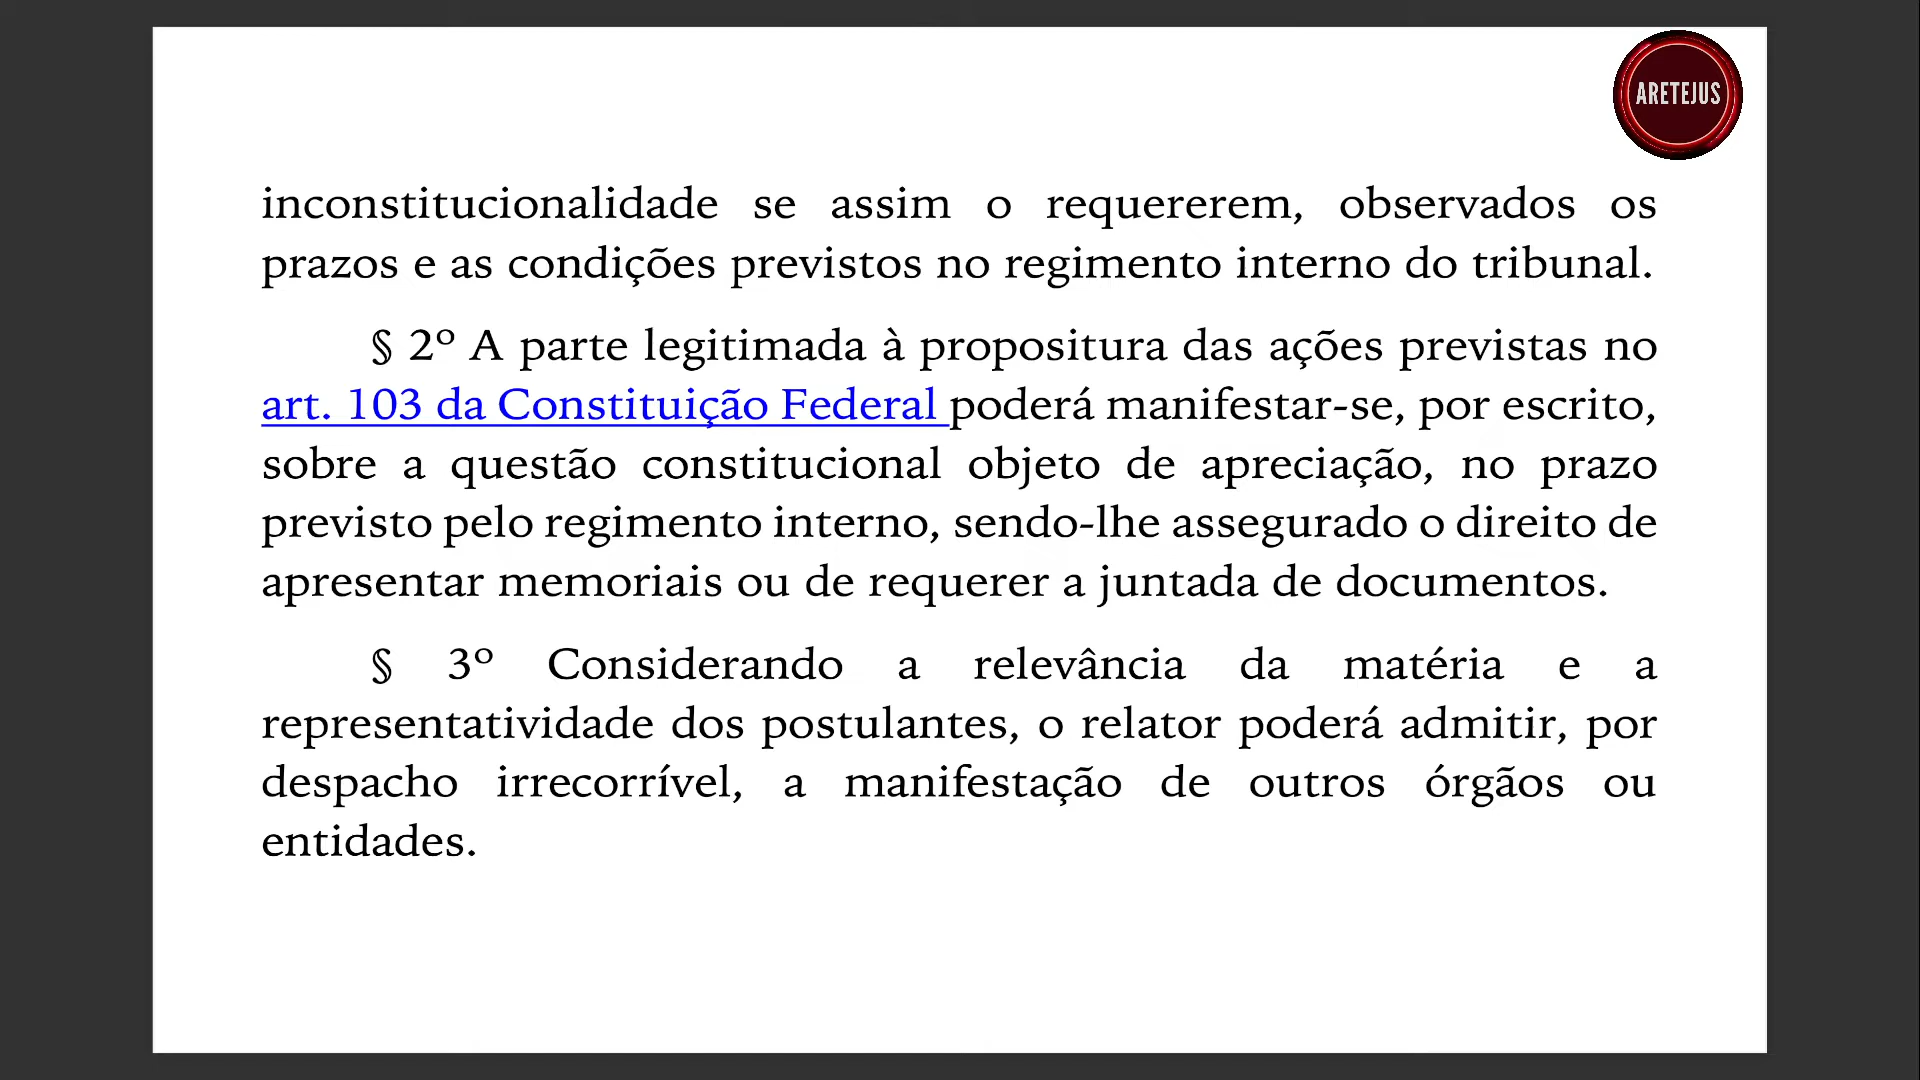 ARETEJUS
inconstitucionalidade se assim o requererem, observados os
prazos e as condições previstos no regimento interno do tribunal.
§ 2º A parte legitimada à propositura das ações previstas no
art. 103 da Constituição Federal poderá manifestar-se, por escrito,
sobre a questão constitucional objeto de apreciação, no prazo
previsto pelo regimento interno, sendo-lhe assegurado o direito de
apresentar memoriais ou de requerer a juntada de documentos.
§ 3º Considerando a relevância da matéria e a
representatividade dos postulantes, o relator poderá admitir, por
despacho irrecorrível, a manifestação de outros órgãos ou
entidades.